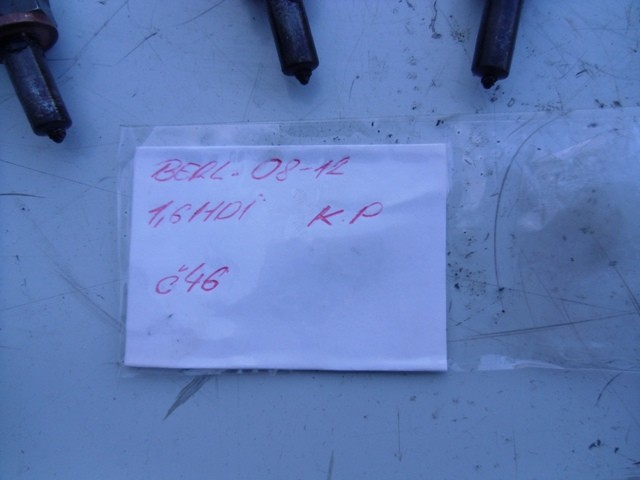 BERL. 08-12
1,6HDi K.P
č46